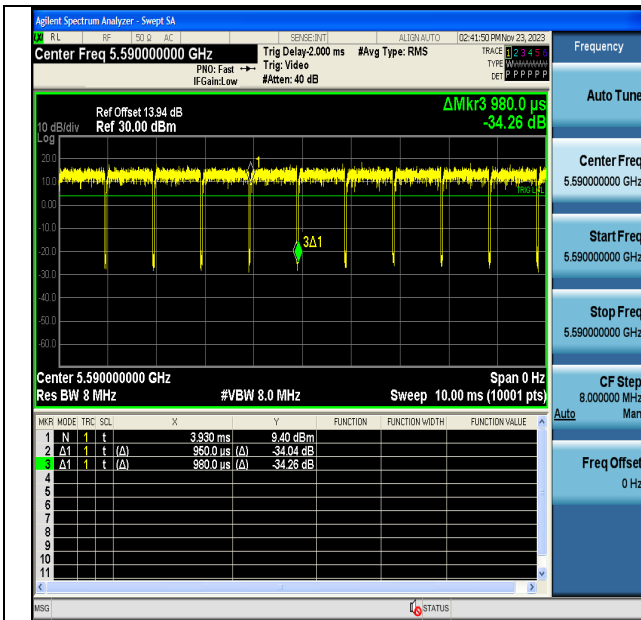 Agilent Spectrum Analyzer - Swept SA
RL RF 50 Ω AC SENSE:INT ALIGN AUTO 02:41:50 PM Nov 23, 2023
Center Freq 5.590000000 GHz
PNO: Fast
IFGain:Low
Trig Delay-2.000 ms
Trig: Video
#Atten: 40 dB
#Avg Type: RMS
TRACE 1 2 3 4 5 6
TYPE WWWWWW
DET P P P P P P
ΔMkr3 980.0 µs
-34.26 dB
Ref Offset 13.94 dB
10 dB/div Ref 30.00 dBm
Log
20.0
10.0
0.00
-10.0
-20.0
-30.0
-40.0
-50.0
-60.0
1
3Δ1
TRIG LVL
Center 5.590000000 GHz Span 0 Hz
Res BW 8 MHz #VBW 8.0 MHz Sweep 10.00 ms (10001 pts)
MKR MODE TRC SCL X Y FUNCTION FUNCTION WIDTH FUNCTION VALUE
1 N 1 t 3.930 ms 9.40 dBm
2 Δ1 1 t (Δ) 950.0 µs (Δ) -34.04 dB
3 Δ1 1 t (Δ) 980.0 µs (Δ) -34.26 dB
4
5
6
7
8
9
10
11
MSG STATUS
Frequency
Auto Tune
Center Freq
5.590000000 GHz
Start Freq
5.590000000 GHz
Stop Freq
5.590000000 GHz
CF Step
8.000000 MHz
Auto Man
Freq Offset
0 Hz